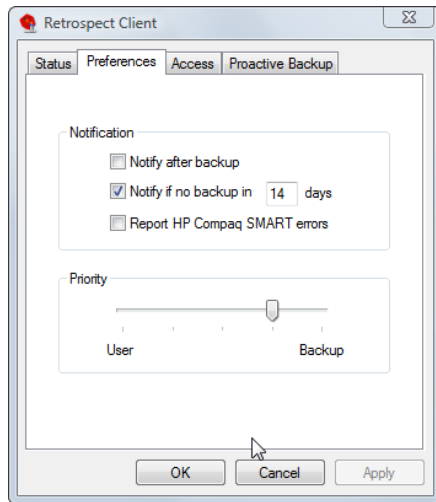 Retrospect Client
Status Preferences Access Proactive Backup
Notification
Notify after backup
Notify if no backup in 14 days
Report HP Compaq SMART errors
Priority
User Backup
OK Cancel Apply